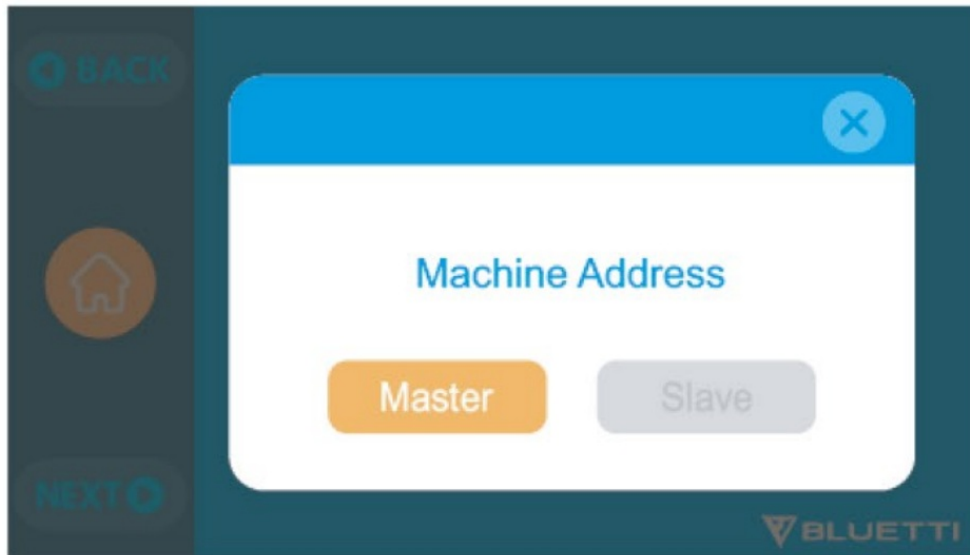 BACK
Machine Address
Master Slave
NEXT
BLUETTI